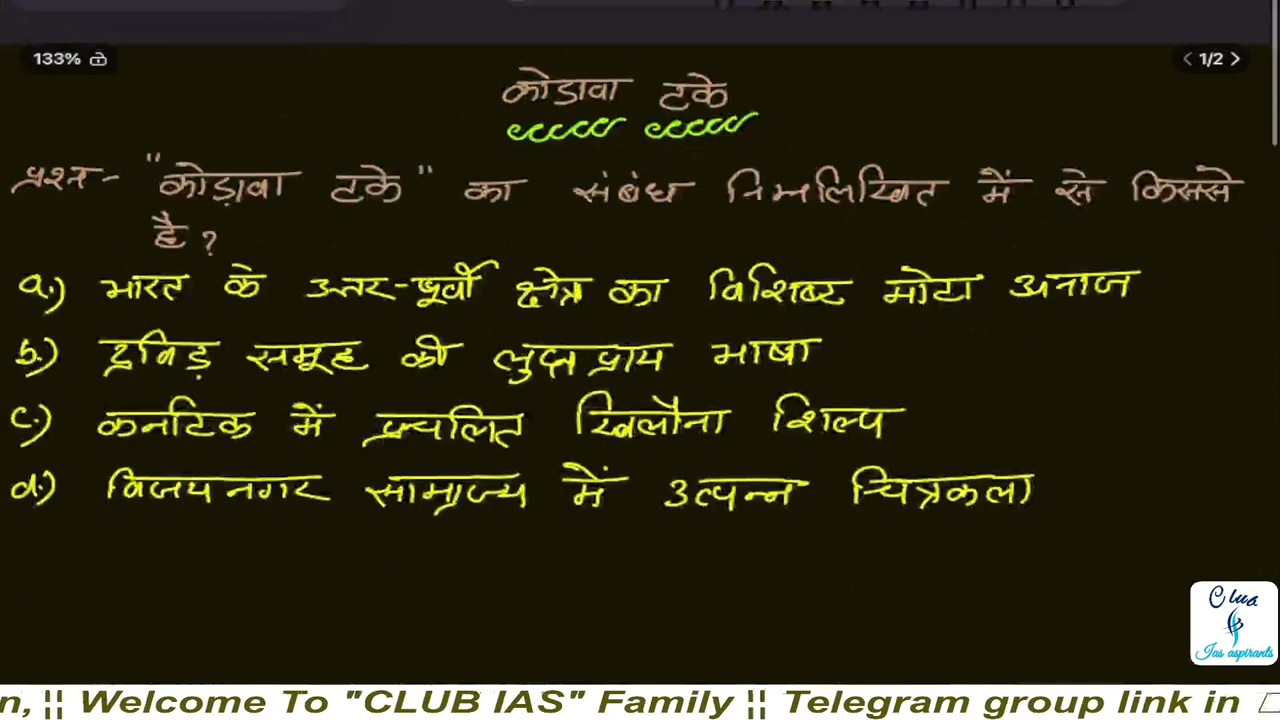 133%
1/2
कोडावा टके
प्रश्न- "कोड़ावा टके" का संबंध निम्नलिखित में से किससे
है?
a.) भारत के उत्तर-पूर्वी क्षेत्र का विशिष्ट मोटा अनाज
b.) द्रविड़ समूह की लुप्तप्राय भाषा
c.) कर्नाटक में प्रचलित खिलौना शिल्प
d.) विजयनगर सामाज्य में उत्पन्न चित्रकला
Club
Ias aspirants
n, ¦¦ Welcome To "CLUB IAS" Family ¦¦ Telegram group link in